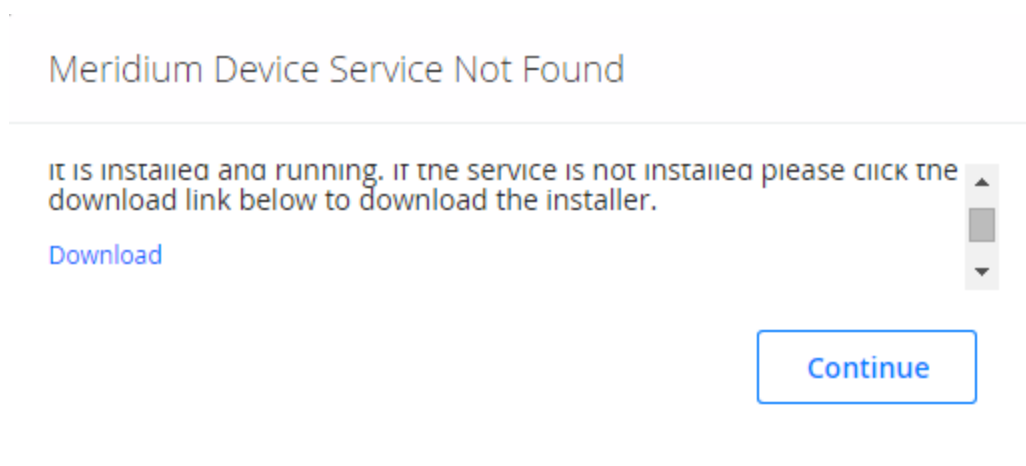 Meridium Device Service Not Found
it is installed and running. If the service is not installed please click the
download link below to download the installer.
Download
Continue